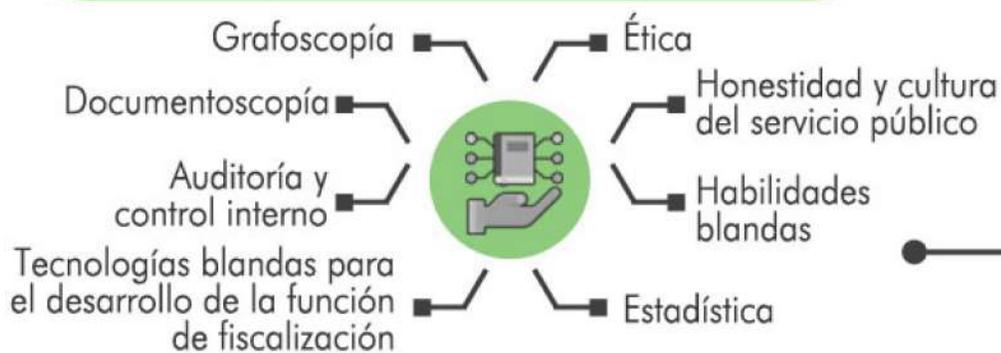 Grafoscopía
Documentoscopía
Auditoría y
control interno
Tecnologías blandas para
el desarrollo de la función
de fiscalización
Ética
Honestidad y cultura
del servicio público
Habilidades
blandas
Estadística